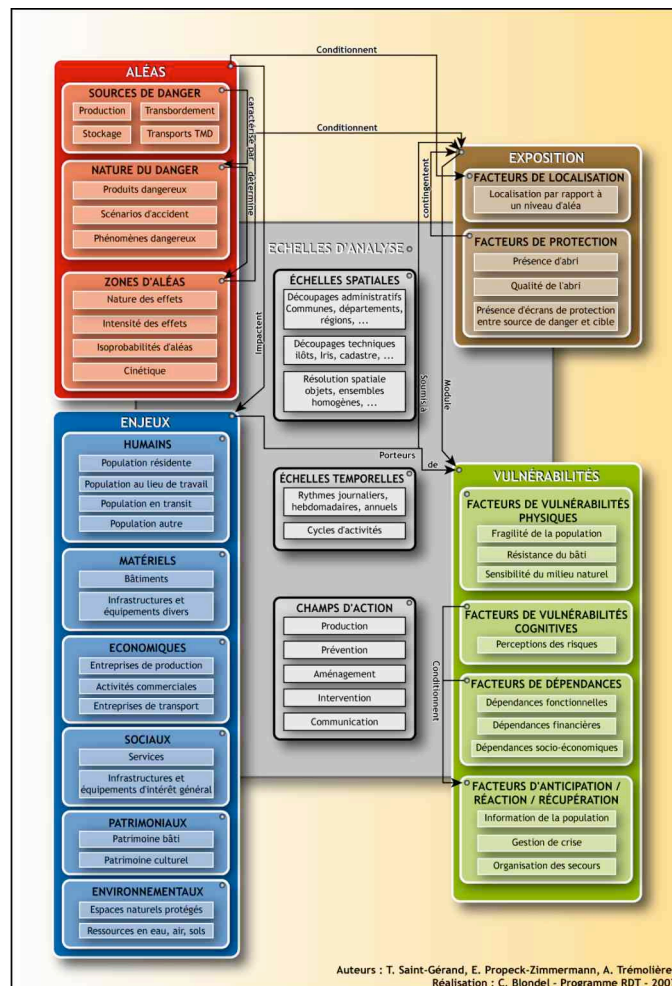 Conditionnent
ALÉAS
SOURCES DE DANGER
Production
Transbordement
Stockage
Transports TMD
NATURE DU DANGER
Produits dangereux
Scénarios d'accident
Phénomènes dangereux
ZONES D'ALÉAS
Nature des effets
Intensité des effets
Isoprobabilités d'aléas
Cinétique
caractérise par
détermine
Conditionnent
contingentent
Impactent
Soumis à
Module
Porteurs
de
EXPOSITION
FACTEURS DE LOCALISATION
Localisation par rapport à
un niveau d'aléa
FACTEURS DE PROTECTION
Présence d'abri
Qualité de l'abri
Présence d'écrans de protection
entre source de danger et cible
ECHELLES D'ANALYSE
ÉCHELLES SPATIALES
Découpages administratifs
Communes, départements,
régions, ...
Découpages techniques
ilôts, Iris, cadastre, ...
Résolution spatiale
objets, ensembles
homogènes, ...
ÉCHELLES TEMPORELLES
Rythmes journaliers,
hebdomadaires, annuels
Cycles d'activités
CHAMPS D'ACTION
Production
Prévention
Aménagement
Intervention
Communication
ENJEUX
HUMAINS
Population résidente
Population au lieu de travail
Population en transit
Population autre
MATÉRIELS
Bâtiments
Infrastructures et
équipements divers
ECONOMIQUES
Entreprises de production
Activités commerciales
Entreprises de transport
SOCIAUX
Services
Infrastructures et
équipements d'intérêt général
PATRIMONIAUX
Patrimoine bâti
Patrimoine culturel
ENVIRONNEMENTAUX
Espaces naturels protégés
Ressources en eau, air, sols
VULNÉRABILITÉS
FACTEURS DE VULNÉRABILITÉS
PHYSIQUES
Fragilité de la population
Résistance du bâti
Sensibilité du milieu naturel
FACTEURS DE VULNÉRABILITÉS
COGNITIVES
Perceptions des risques
Conditionnent
FACTEURS DE DÉPENDANCES
Dépendances fonctionnelles
Dépendances financières
Dépendances socio-économiques
FACTEURS D'ANTICIPATION /
RÉACTION / RÉCUPÉRATION
Information de la population
Gestion de crise
Organisation des secours
Auteurs : T. Saint-Gérand, E. Propeck-Zimmermann, A. Trémolière
Réalisation : C. Blondel - Programme RDT - 200